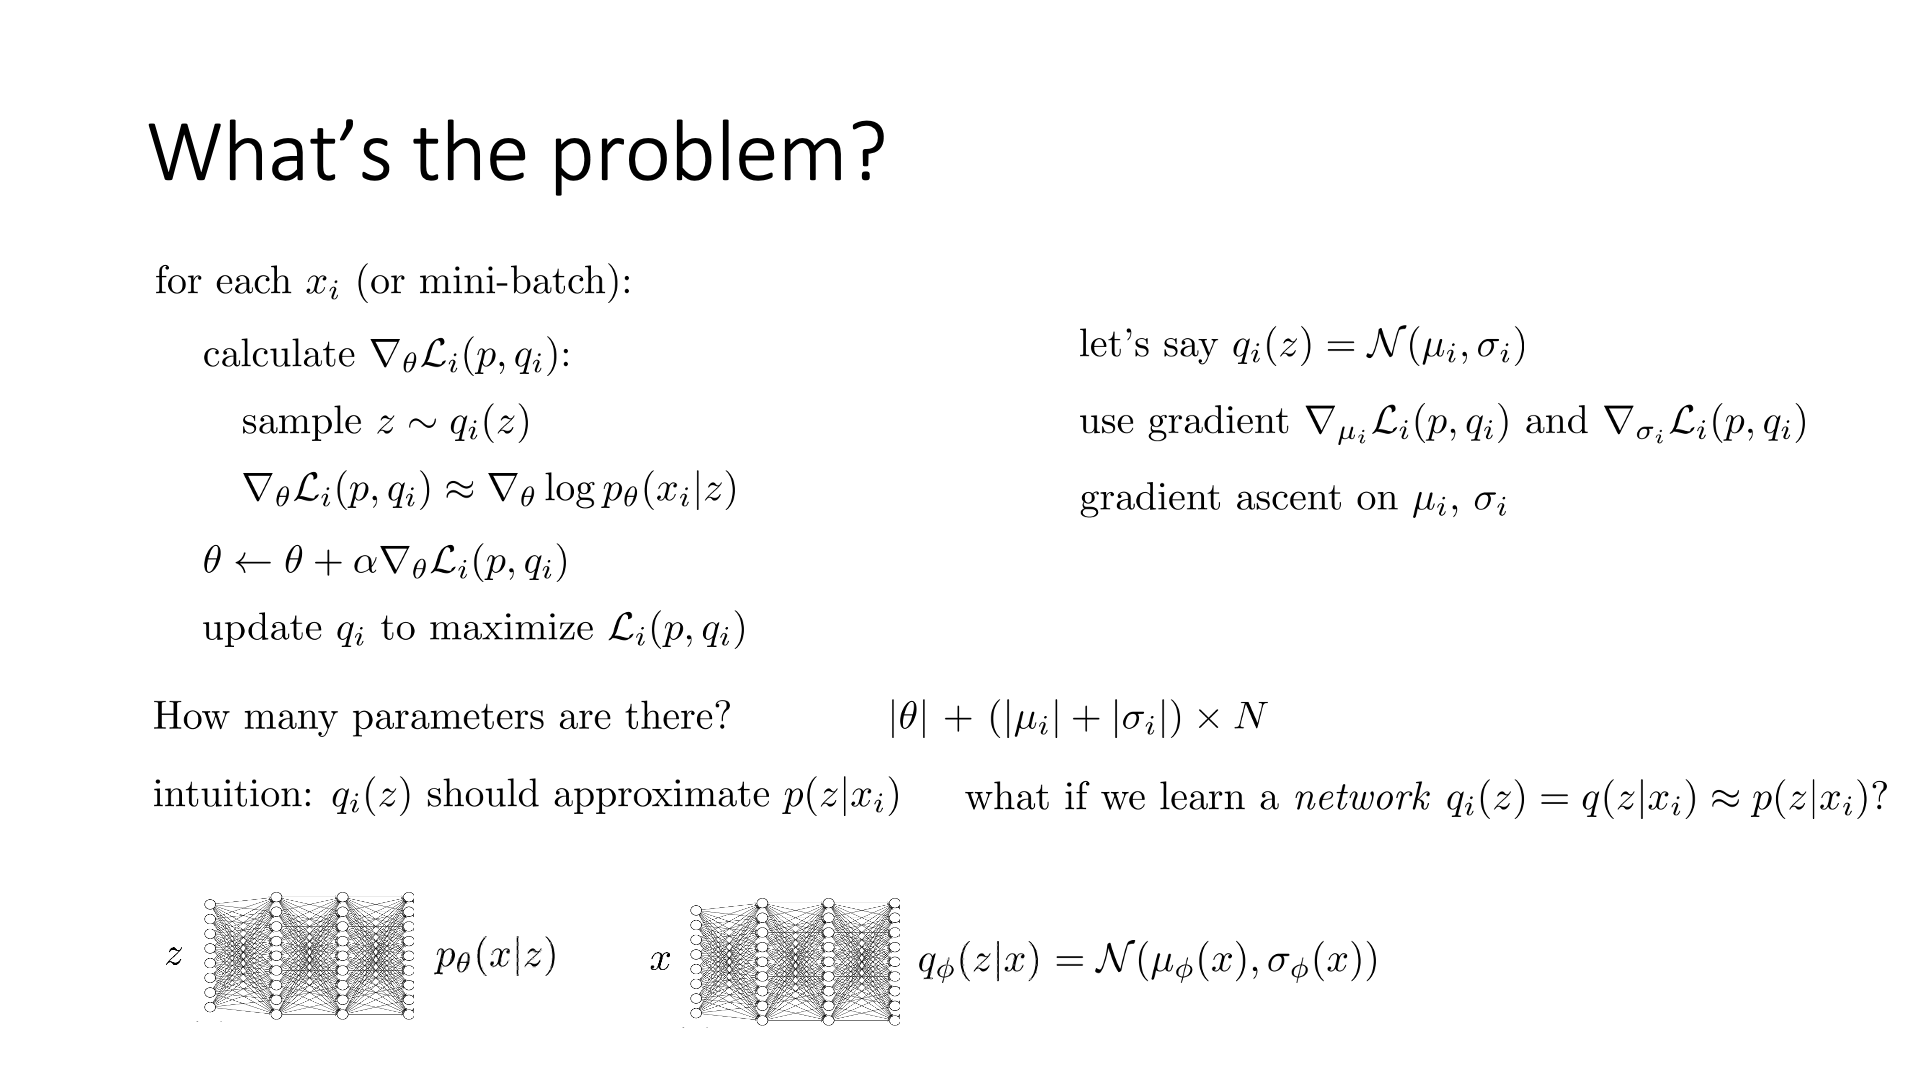 What's the problem?
for each $x_i$ (or mini-batch):
calculate $\nabla_\theta \mathcal{L}_i(p, q_i)$:
sample $z \sim q_i(z)$
$\nabla_\theta \mathcal{L}_i(p, q_i) \approx \nabla_\theta \log p_\theta(x_i|z)$
$\theta \leftarrow \theta + \alpha \nabla_\theta \mathcal{L}_i(p, q_i)$
update $q_i$ to maximize $\mathcal{L}_i(p, q_i)$
let's say $q_i(z) = \mathcal{N}(\mu_i, \sigma_i)$
use gradient $\nabla_{\mu_i} \mathcal{L}_i(p, q_i)$ and $\nabla_{\sigma_i} \mathcal{L}_i(p, q_i)$
gradient ascent on $\mu_i$, $\sigma_i$
How many parameters are there? $|\theta| + (|\mu_i| + |\sigma_i|) \times N$
intuition: $q_i(z)$ should approximate $p(z|x_i)$ what if we learn a network $q_i(z) = q(z|x_i) \approx p(z|x_i)$?
$z$ $p_\theta(x|z)$
$x$ $q_\phi(z|x) = \mathcal{N}(\mu_\phi(x), \sigma_\phi(x))$